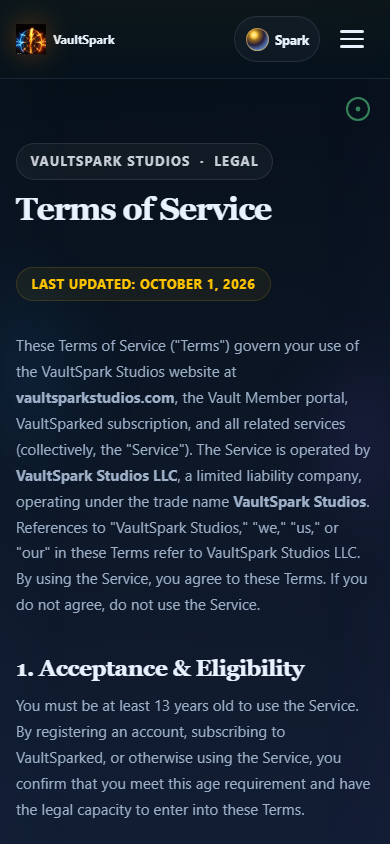 VaultSpark
Spark
VAULTSPARK STUDIOS · LEGAL
Terms of Service
LAST UPDATED: OCTOBER 1, 2026
These Terms of Service ("Terms") govern your use of
the VaultSpark Studios website at
vaultsparkstudios.com, the Vault Member portal,
VaultSparked subscription, and all related services
(collectively, the "Service"). The Service is operated by
VaultSpark Studios LLC, a limited liability company,
operating under the trade name VaultSpark Studios.
References to "VaultSpark Studios," "we," "us," or
"our" in these Terms refer to VaultSpark Studios LLC.
By using the Service, you agree to these Terms. If you
do not agree, do not use the Service.
1. Acceptance & Eligibility
You must be at least 13 years old to use the Service.
By registering an account, subscribing to
VaultSparked, or otherwise using the Service, you
confirm that you meet this age requirement and have
the legal capacity to enter into these Terms.